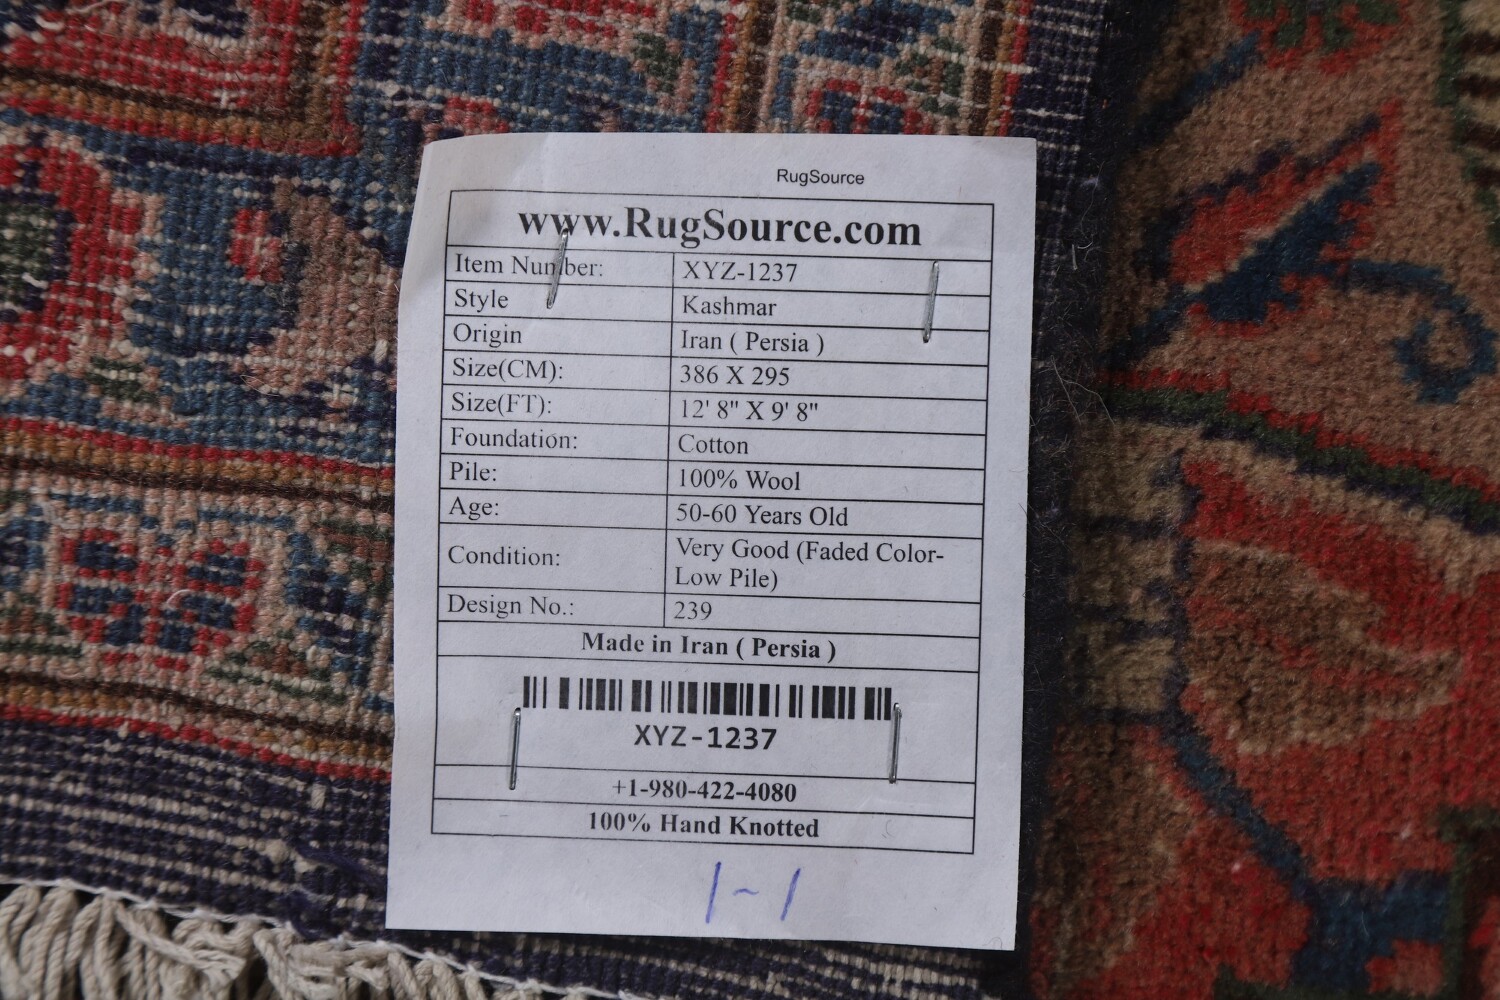 RugSource
www.RugSource.com
Item Number: XYZ-1237
Style Kashmar
Origin Iran ( Persia )
Size(CM): 386 X 295
Size(FT): 12' 8" X 9' 8"
Foundation: Cotton
Pile: 100% Wool
Age: 50-60 Years Old
Condition: Very Good (Faded Color-
Low Pile)
Design No.: 239
Made in Iran ( Persia )
XYZ-1237
+1-980-422-4080
100% Hand Knotted
1~1